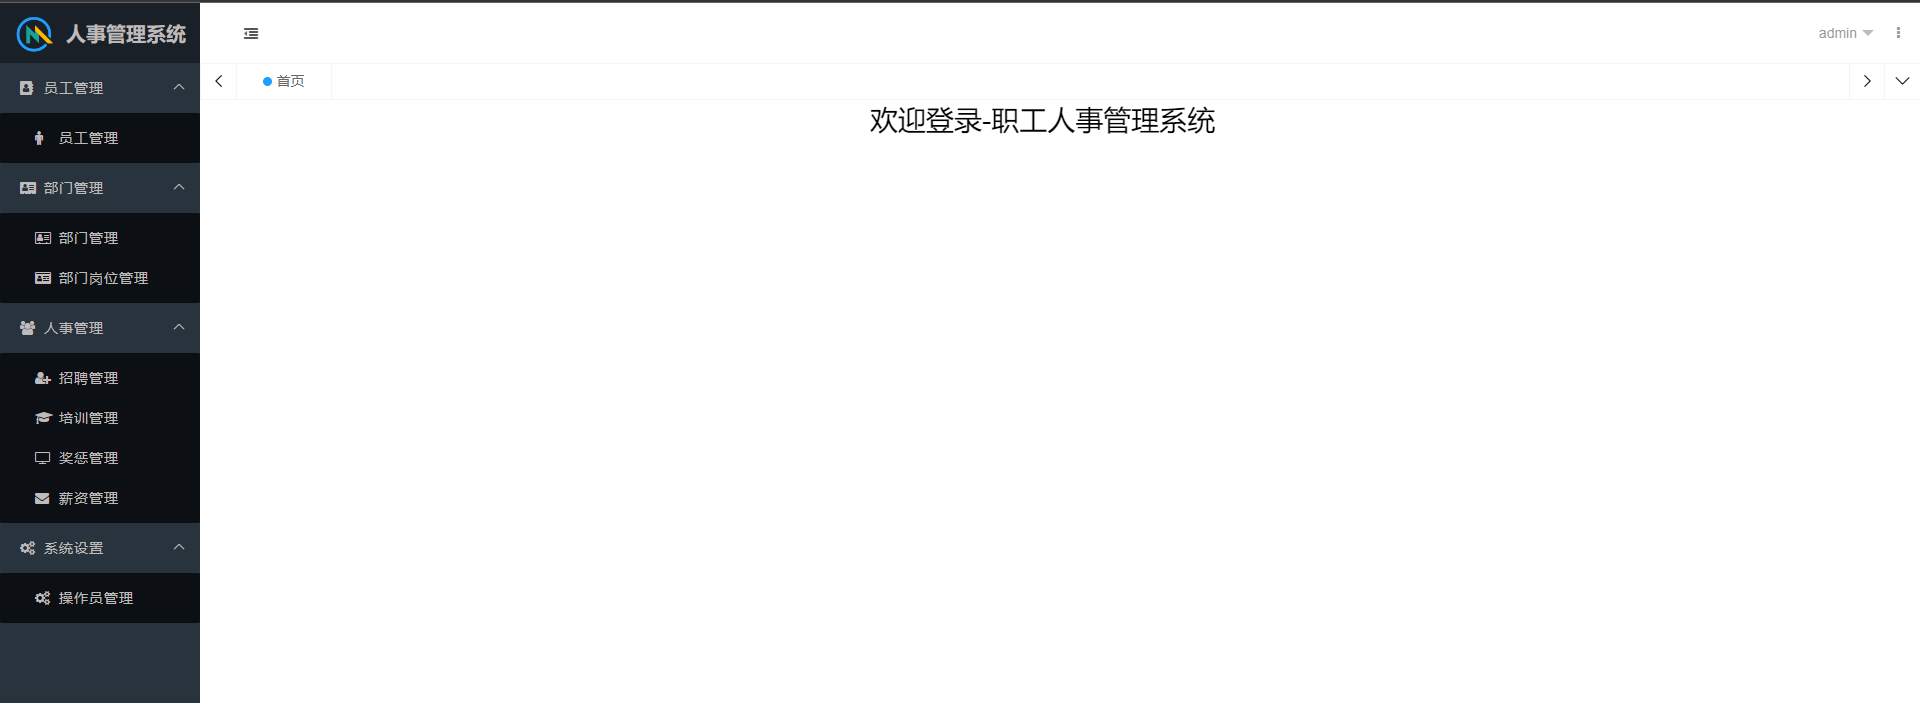 人事管理系统
admin
首页
欢迎登录-职工人事管理系统
员工管理
员工管理
部门管理
部门管理
部门岗位管理
人事管理
招聘管理
培训管理
奖惩管理
薪资管理
系统设置
操作员管理